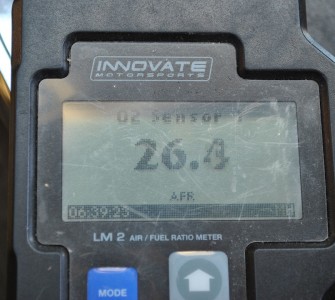 INNOVATE
MOTORSPORTS
O2 Sensor 1
26.4
AFR
06:39:23
LM 2 AIR / FUEL RATIO METER
MODE